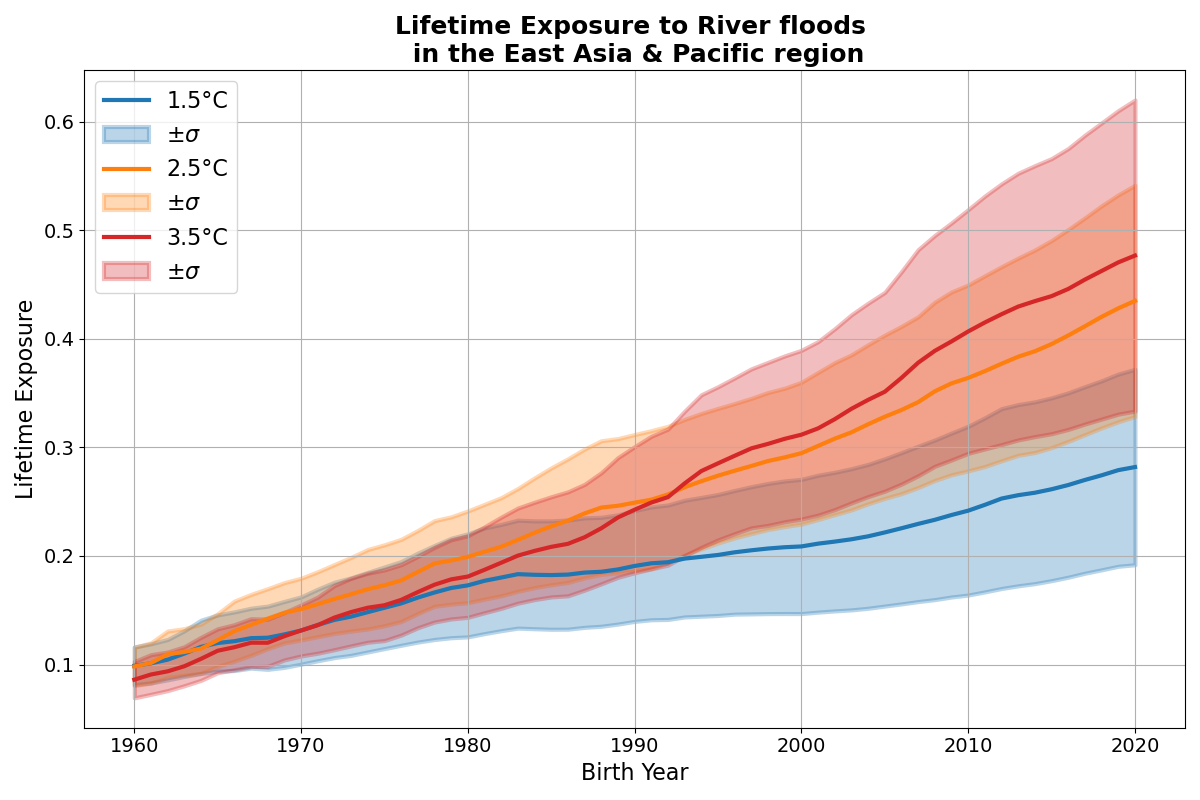 Lifetime Exposure to River floods
in the East Asia & Pacific region
1.5°C
±σ
2.5°C
±σ
3.5°C
±σ
0.6
0.5
0.4
0.3
0.2
0.1
Lifetime Exposure
1960 1970 1980 1990 2000 2010 2020
Birth Year